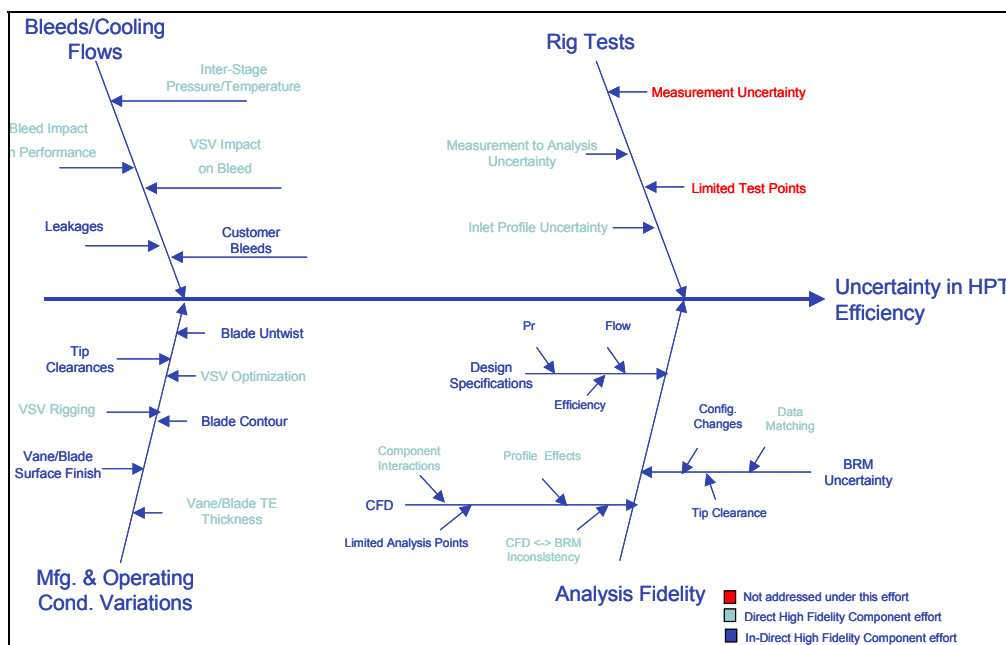 Bleeds/Cooling
Flows
Rig Tests
Inter-Stage
Pressure/Temperature
Measurement Uncertainty
Bleed Impact
n Performance
VSV Impact
on Bleed
Measurement to Analysis
Uncertainty
Limited Test Points
Leakages
Customer
Bleeds
Inlet Profile Uncertainty
Uncertainty in HPT
Efficiency
Blade Untwist
Tip
Clearances
VSV Optimization
VSV Rigging
Blade Contour
Vane/Blade
Surface Finish
Vane/Blade TE
Thickness
Pr
Flow
Design
Specifications
Efficiency
Config.
Changes
Data
Matching
Component
Interactions
Profile Effects
BRM
Uncertainty
CFD
Tip Clearance
Limited Analysis Points
CFD <-> BRM
Inconsistency
Mfg. & Operating
Cond. Variations
Analysis Fidelity
Not addressed under this effort
Direct High Fidelity Component effort
In-Direct High Fidelity Component effort